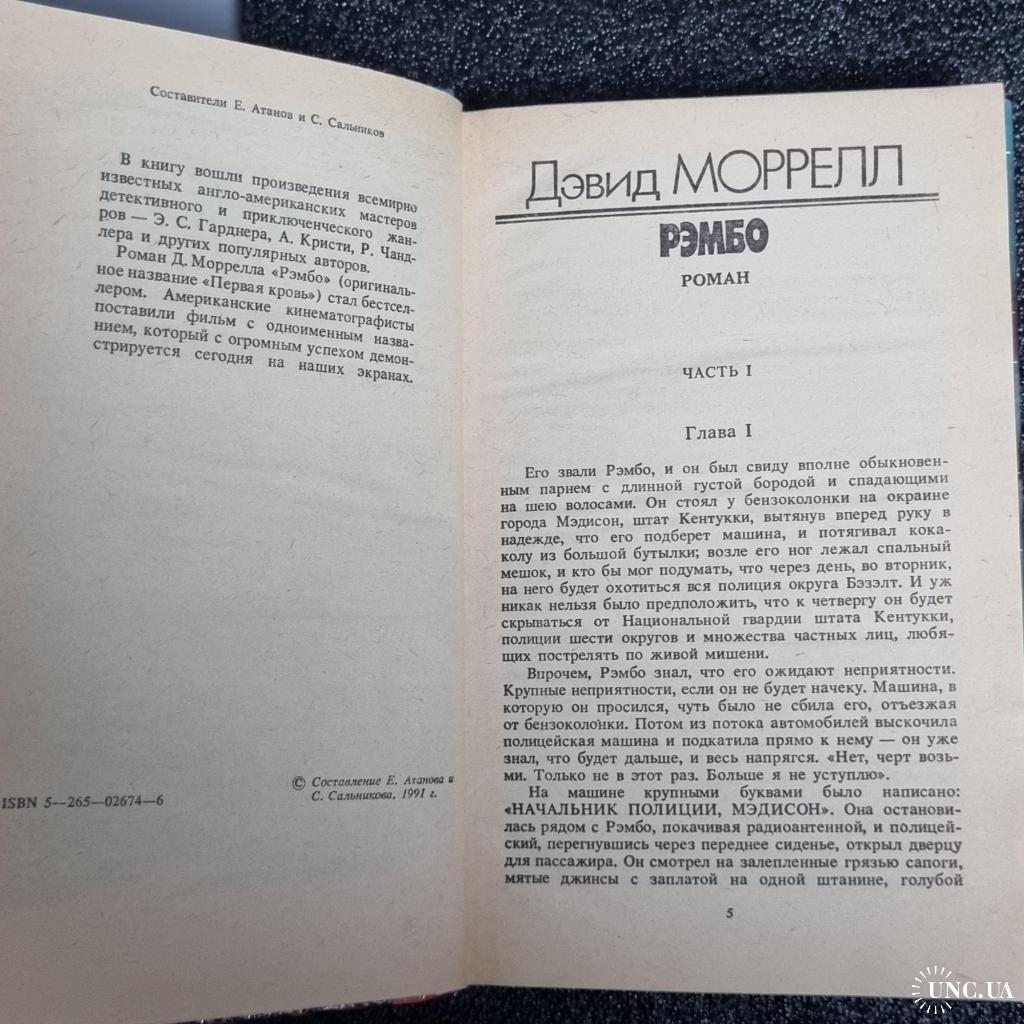 Составители Е. Атанов и С. Сальников
В книгу вошли произведения всемирно
известных англо-американских мастеров
детективного и приключенческого жан-
ров — Э. С. Гарднера, А. Кристи, Р. Чанд-
лера и других популярных авторов.
Роман Д. Моррелла «Рэмбо» (оригиналь-
ное название «Первая кровь») стал бестсел-
лером. Американские кинематографисты
поставили фильм с одноименным назва-
нием, который с огромным успехом демон-
стрируется сегодня на наших экранах.
ISBN 5—265—02674—6
© Составление Е. Атанова и
С. Сальникова, 1991 г.
Дэвид МОРРЕЛЛ
РЭМБО
РОМАН
ЧАСТЬ I
Глава I
Его звали Рэмбо, и он был свиду вполне обыкновен-
ным парнем с длинной густой бородой и спадающими
на шею волосами. Он стоял у бензоколонки на окраине
города Мэдисон, штат Кентукки, вытянув вперед руку в
надежде, что его подберет машина, и потягивал кока-
колу из большой бутылки; возле его ног лежал спальный
мешок, и кто бы мог подумать, что через день, во вторник,
на него будет охотиться вся полиция округа Бэзэлт. И уж
никак нельзя было предположить, что к четвергу он будет
скрываться от Национальной гвардии штата Кентукки,
полиции шести округов и множества частных лиц, любя-
щих пострелять по живой мишени.
Впрочем, Рэмбо знал, что его ожидают неприятности.
Крупные неприятности, если он не будет начеку. Машина, в
которую он просился, чуть было не сбила его, отъезжая
от бензоколонки. Потом из потока автомобилей выскочила
полицейская машина и подкатила прямо к нему — он уже
знал, что будет дальше, и весь напрягся. «Нет, черт возь-
ми. Только не в этот раз. Больше я не уступлю».
На машине крупными буквами было написано:
«НАЧАЛЬНИК ПОЛИЦИИ, МЭДИСОН». Она останови-
лась рядом с Рэмбо, покачивая радиоантенной, и полицей-
ский, перегнувшись через переднее сиденье, открыл дверцу
для пассажира. Он смотрел на залепленные грязью сапоги,
мятые джинсы с заплатой на одной штанине, голубой
5
UNC.UA